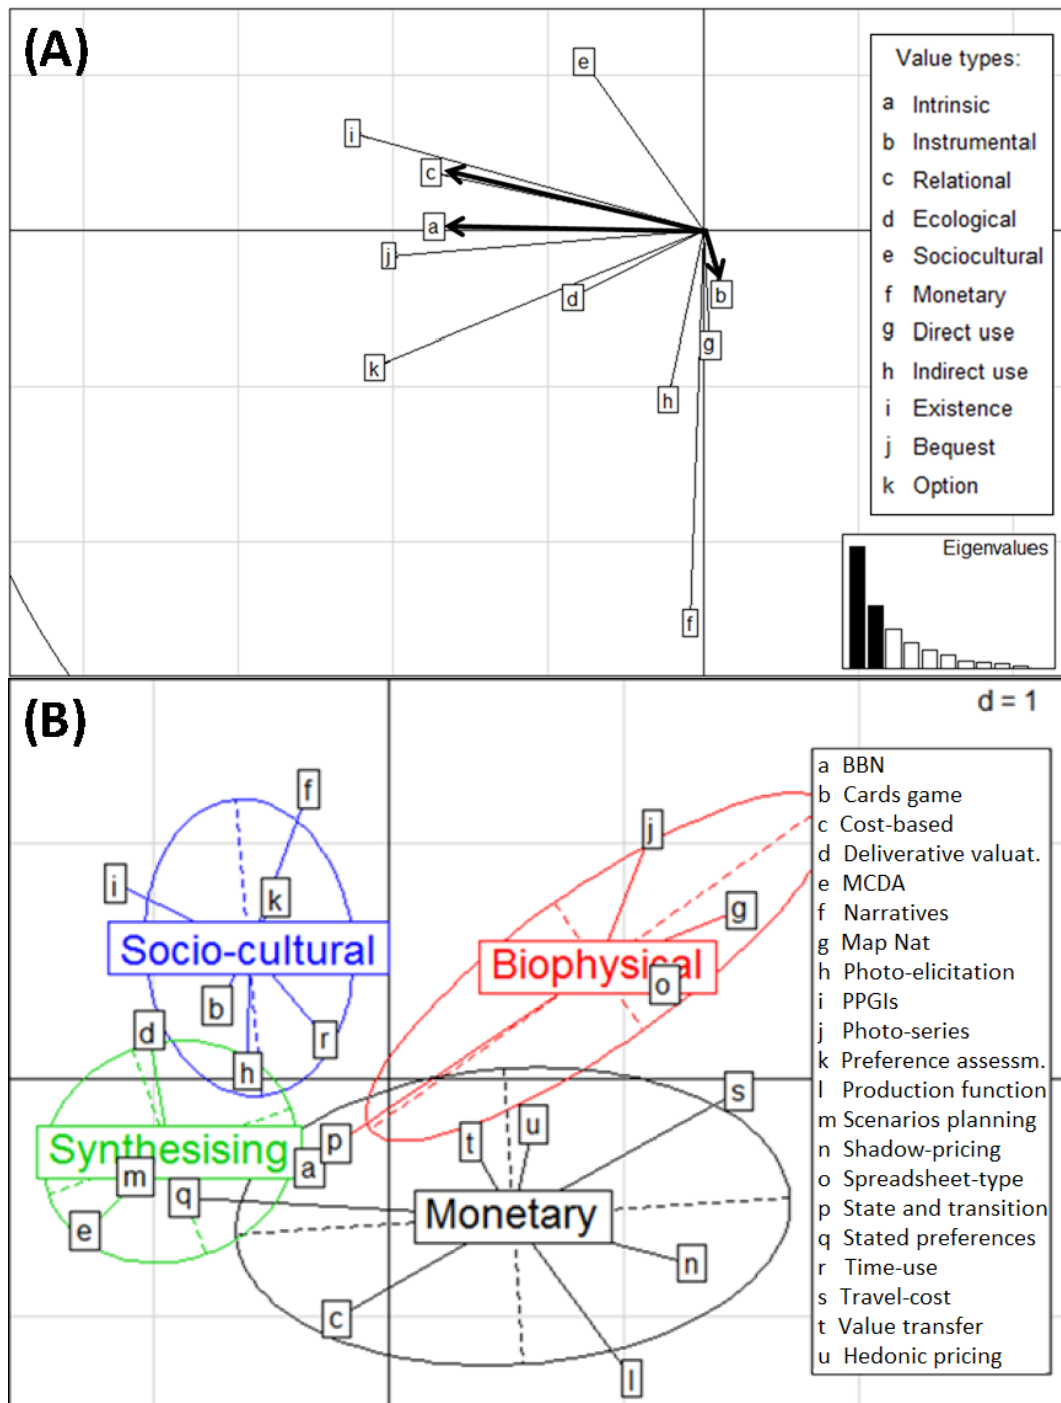 (A)
e
i
c
a
j
d
b
g
k
h
f
Value types:
a Intrinsic
b Instrumental
c Relational
d Ecological
e Sociocultural
f Monetary
g Direct use
h Indirect use
i Existence
j Bequest
k Option
Eigenvalues
(B)
d = 1
f
j
i
k
g
Socio-cultural
Biophysical
o
b
d
r
h
s
u
t
p
Synthesising
a
m
q
Monetary
e
n
c
l
a BBN
b Cards game
c Cost-based
d Deliverative valuat.
e MCDA
f Narratives
g Map Nat
h Photo-elicitation
i PPGIs
j Photo-series
k Preference assessm.
l Production function
m Scenarios planning
n Shadow-pricing
o Spreadsheet-type
p State and transition
q Stated preferences
r Time-use
s Travel-cost
t Value transfer
u Hedonic pricing